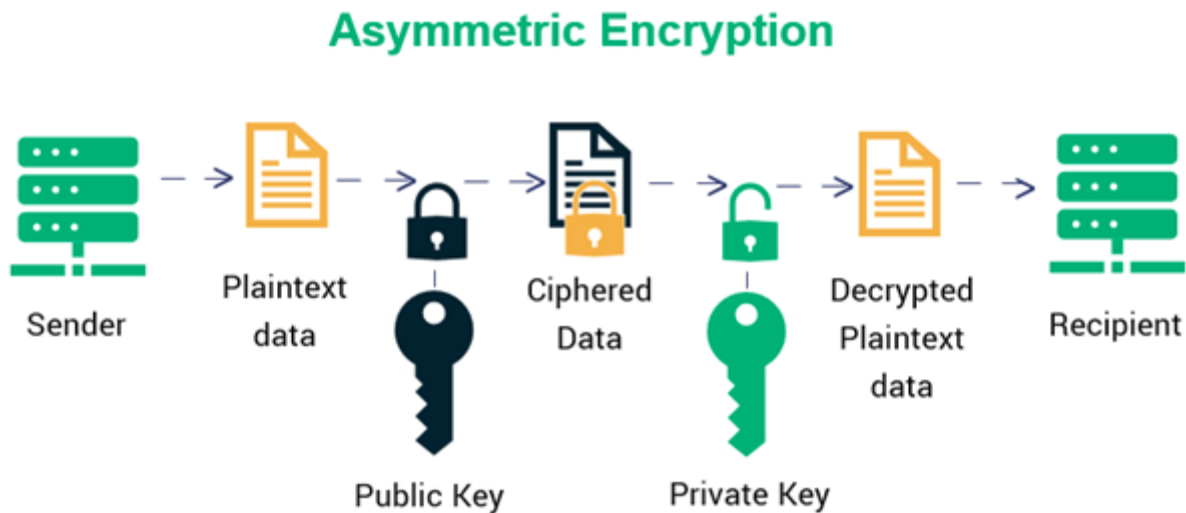 Asymmetric Encryption
Sender
Plaintext
data
Public Key
Ciphered
Data
Private Key
Decrypted
Plaintext
data
Recipient